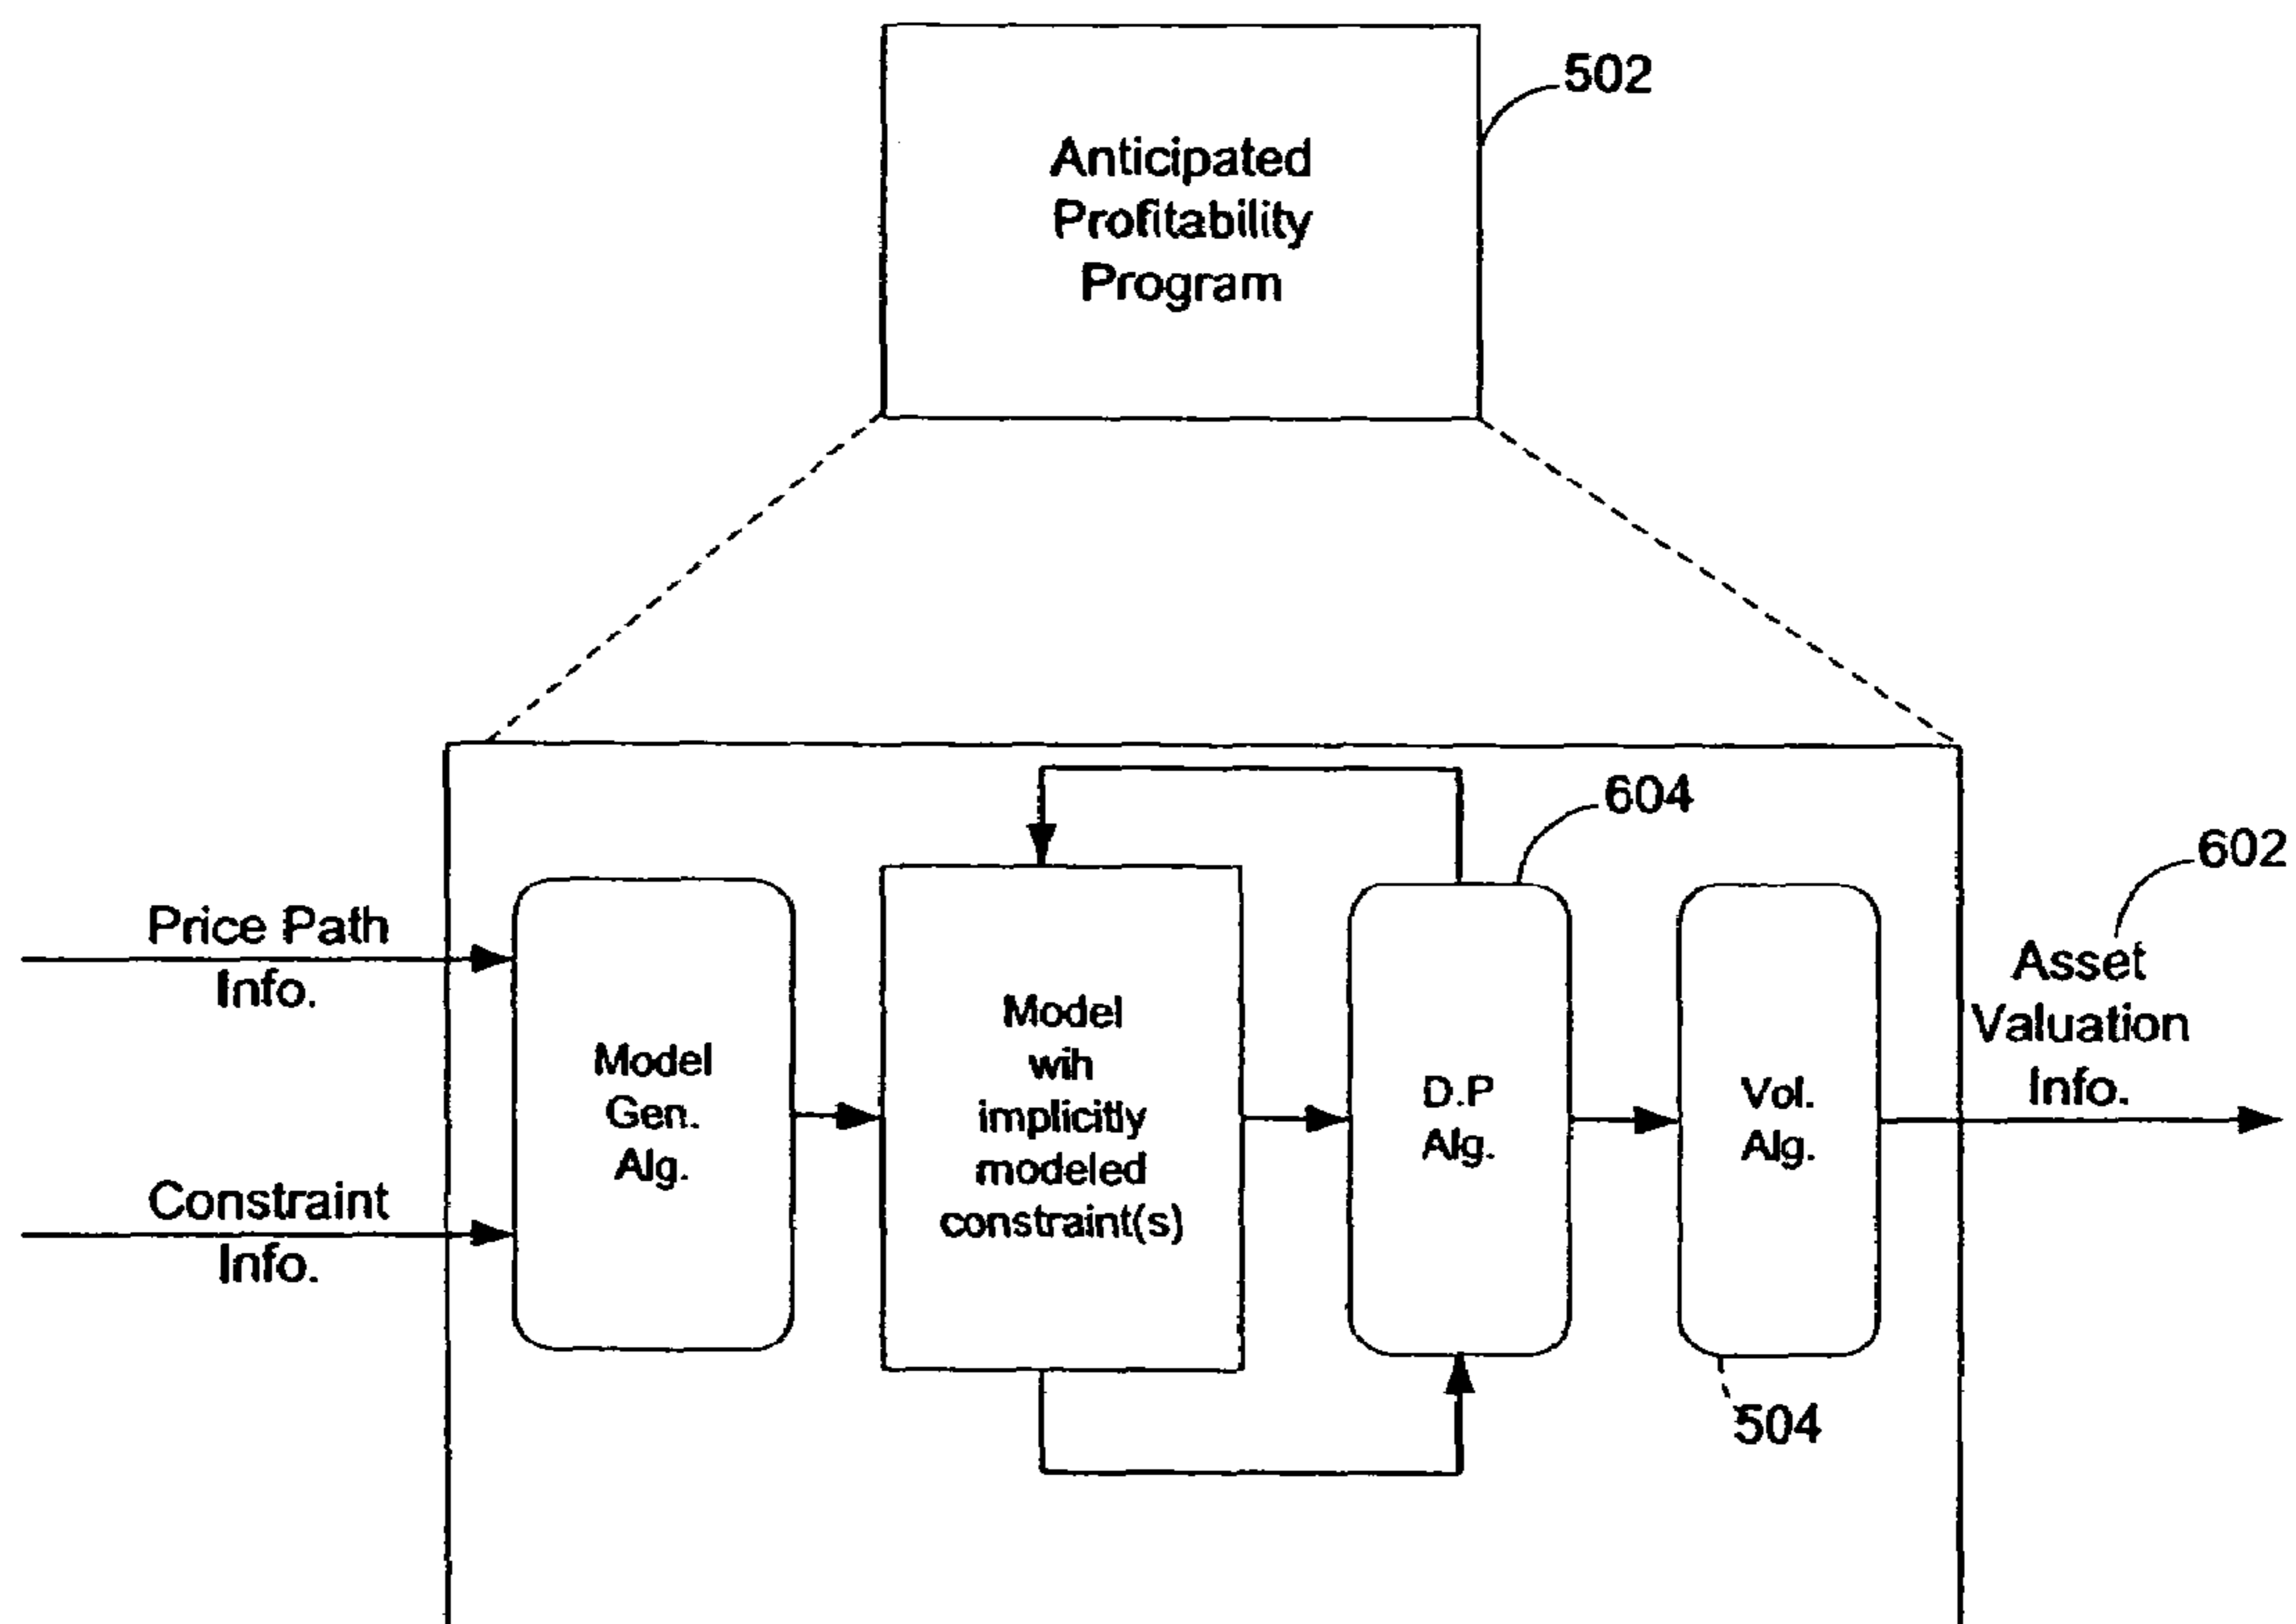 502
Anticipated
Profitability
Program
604
602
Price Path
Info.
Constraint
Info.
Model
Gen.
Alg.
Model
wih
implicitly
modeled
constraint(s)
D.P
Alg.
Vol.
Alg.
504
Asset
Valuation
Info.